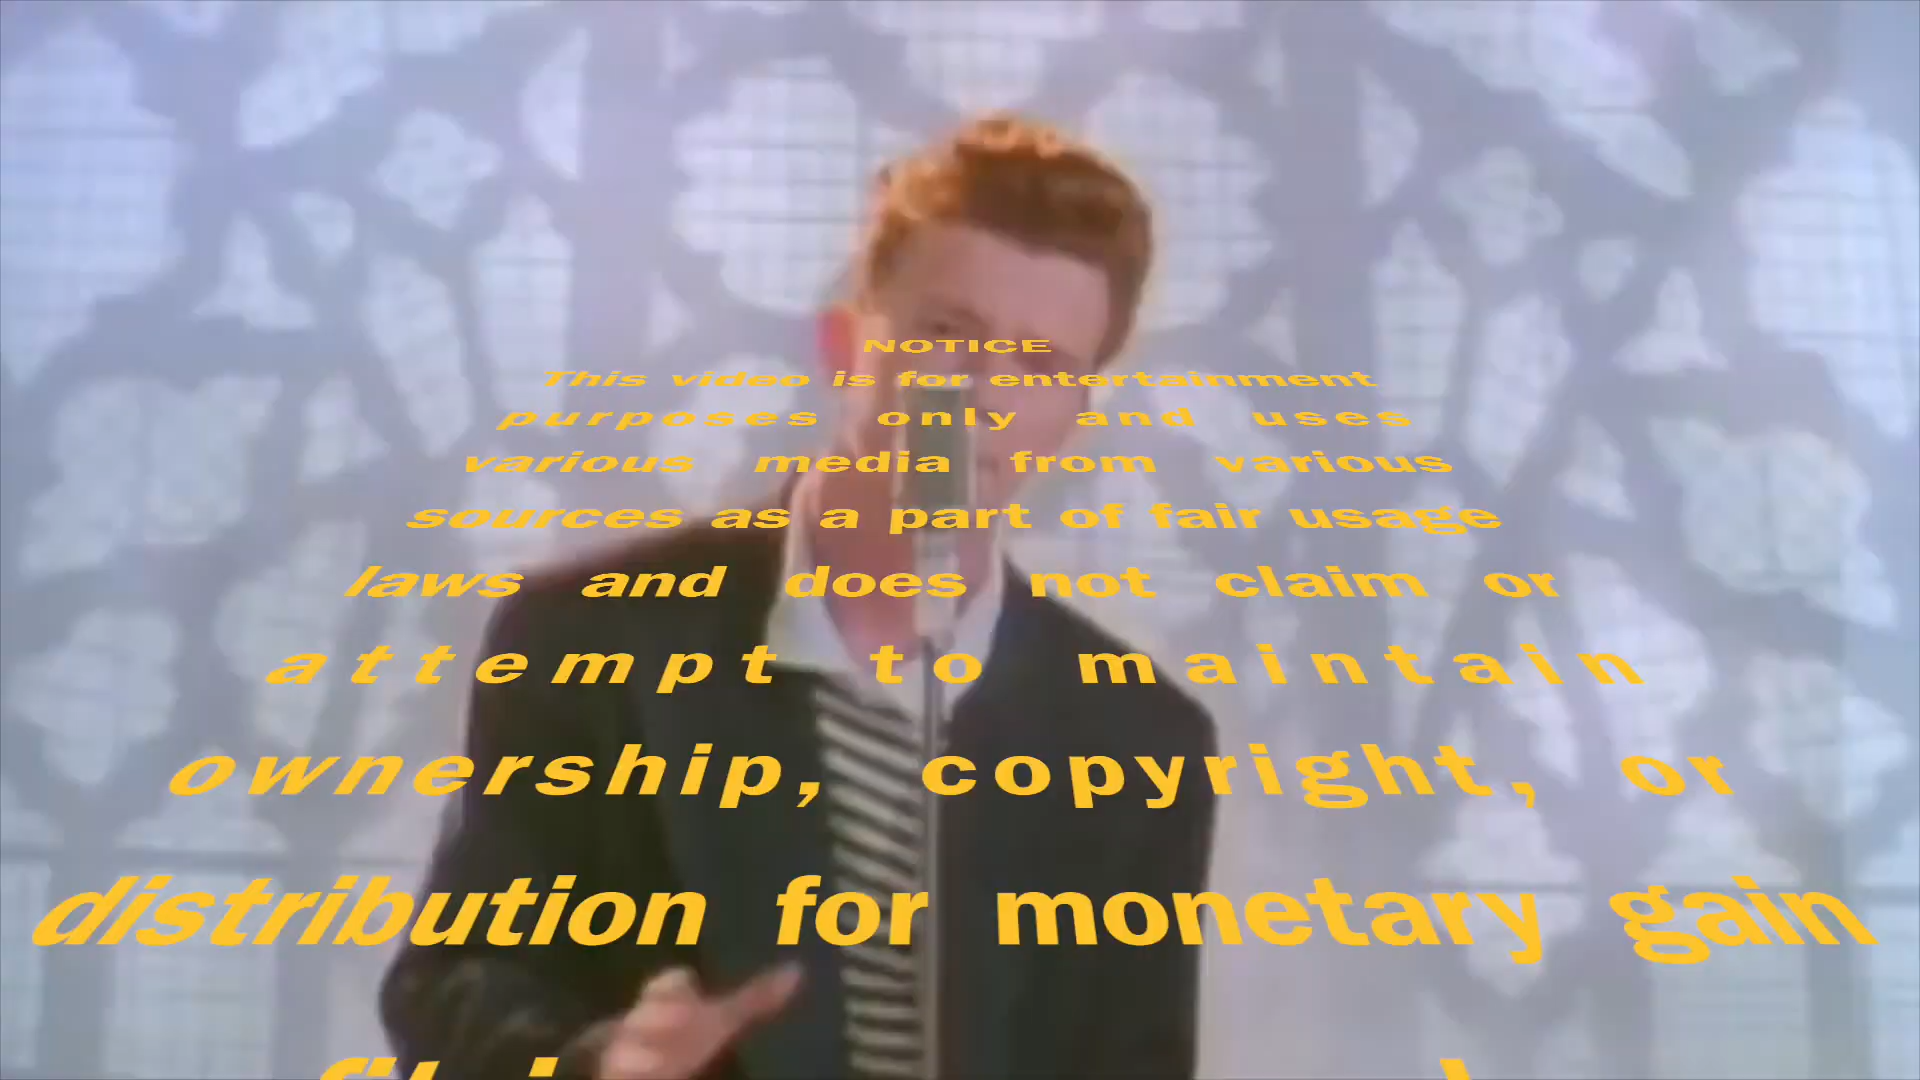 NOTICE
This video is for entertainment
purposes only and uses
various media from various
sources as a part of fair usage
laws and does not claim or
attempt to maintain
ownership, copyright, or
distribution for monetary gain